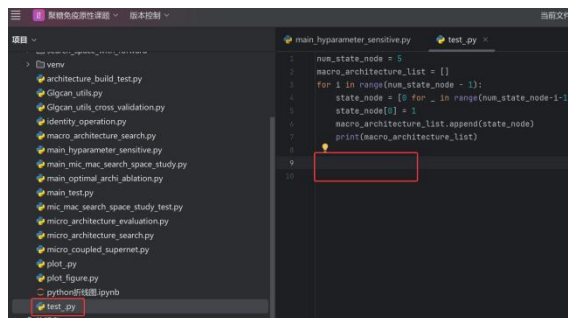 聚糖免疫原性课题 版本控制 当前文件
项目
venv
architecture_build_test.py
Glgcan_utils.py
Glgcan_utils_cross_validation.py
identity_operation.py
macro_architecture_search.py
main_hyparameter_sensitive.py
main_mic_mac_search_space_study.py
main_optimal_archi_ablation.py
main_test.py
mic_mac_search_space_study_test.py
micro_architecture_evaluation.py
micro_architecture_search.py
micro_coupled_supernet.py
plot_.py
plot_figure.py
python折线图.ipynb
test_.py
main_hyparameter_sensitive.py test_.py
1 num_state_node = 5
2 macro_architecture_list = []
3 for i in range(num_state_node - 1):
4 state_node = [0 for _ in range(num_state_node-i-1
5 state_node[0] = 1
6 macro_architecture_list.append(state_node)
7 print(macro_architecture_list)
8
9
10